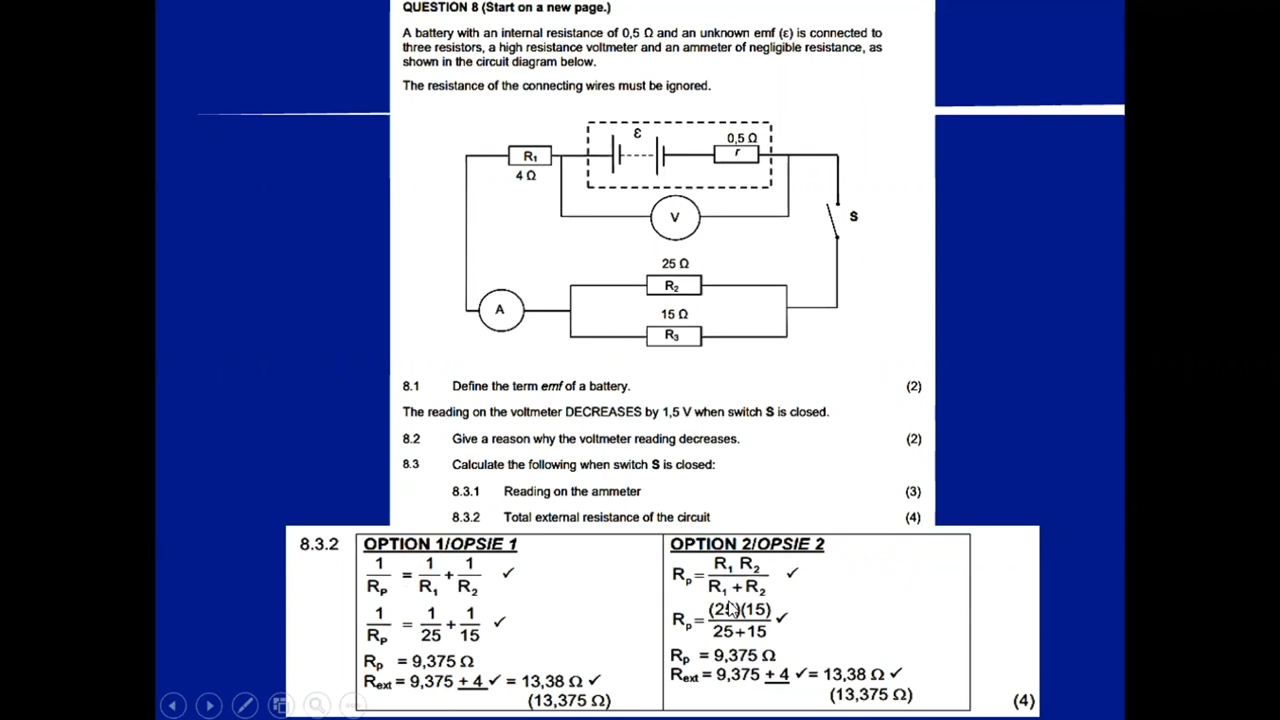 QUESTION 8 (Start on a new page.)
A battery with an internal resistance of 0,5 Ω and an unknown emf (ε) is connected to
three resistors, a high resistance voltmeter and an ammeter of negligible resistance, as
shown in the circuit diagram below.
The resistance of the connecting wires must be ignored.
ε
0,5 Ω
R₁
r
4 Ω
V
S
25 Ω
R₂
A
15 Ω
R₃
8.1 Define the term emf of a battery. (2)
The reading on the voltmeter DECREASES by 1,5 V when switch S is closed.
8.2 Give a reason why the voltmeter reading decreases. (2)
8.3 Calculate the following when switch S is closed:
8.3.1 Reading on the ammeter (3)
8.3.2 Total external resistance of the circuit (4)
8.3.2 OPTION 1/OPSIE 1
1/Rₚ = 1/R₁ + 1/R₂ ✓
1/Rₚ = 1/25 + 1/15 ✓
Rₚ = 9,375 Ω
Rₑₓₜ = 9,375 + 4 ✓ = 13,38 Ω ✓
(13,375 Ω)
OPTION 2/OPSIE 2
Rₚ = R₁ R₂ / R₁ + R₂ ✓
Rₚ = (25)(15) / 25+15 ✓
Rₚ = 9,375 Ω
Rₑₓₜ = 9,375 + 4 ✓ = 13,38 Ω ✓
(13,375 Ω)
(4)